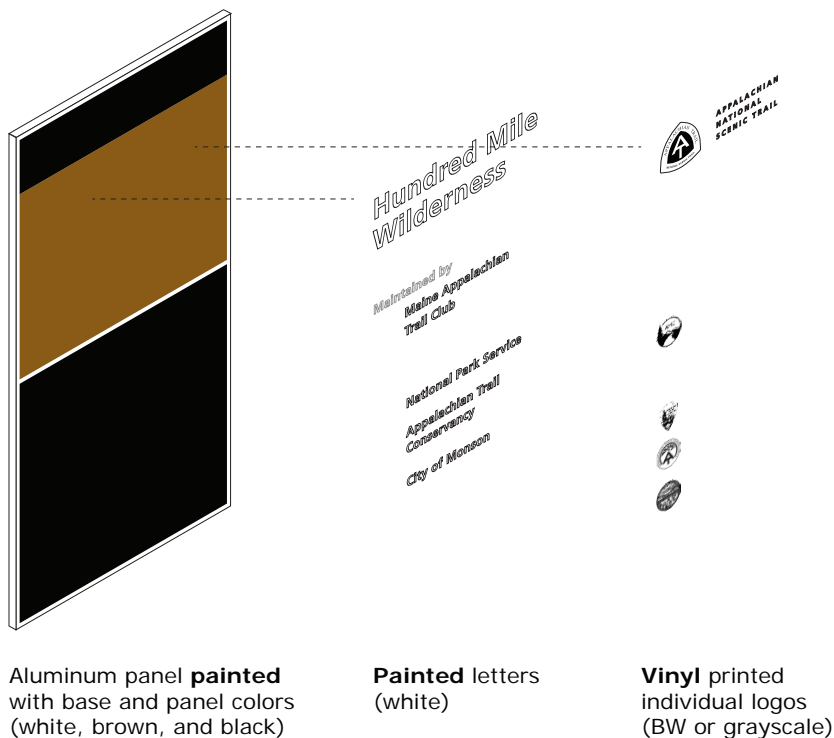 APPALACHIAN
NATIONAL
SCENIC TRAIL
APPALACHIAN TRAIL
Hundred Mile
Wilderness
Maintained by
Maine Appalachian
Trail Club
National Park Service
Appalachian Trail
Conservancy
City of Monson
Aluminum panel painted
with base and panel colors
(white, brown, and black)
Painted letters
(white)
Vinyl printed
individual logos
(BW or grayscale)